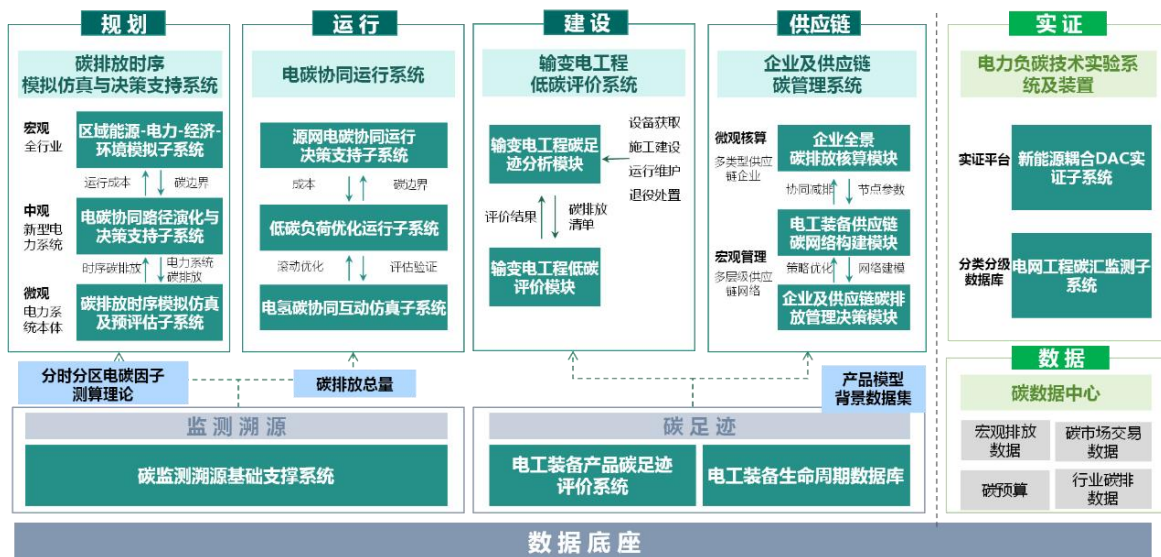 规划
碳排放时序
模拟仿真与决策支持系统
宏观
全行业
区域能源-电力-经济-
环境模拟子系统
运行成本
碳边界
中观
新型电
力系统
电碳协同路径演化与
决策支持子系统
时序碳排放
电力系统
碳排放
微观
电力系
统本体
碳排放时序模拟仿真
及预评估子系统
运行
电碳协同运行系统
源网电碳协同运行
决策支持子系统
成本
碳边界
低碳负荷优化运行子系统
滚动优化
评估验证
电氢碳协同互动仿真子系统
建设
输变电工程
低碳评价系统
输变电工程碳足
迹分析模块
设备获取
施工建设
运行维护
退役处置
评价结果
碳排放
清单
输变电工程低碳
评价模块
供应链
企业及供应链
碳管理系统
微观核算
多类型供应
链企业
企业全景
碳排放核算模块
协同减排
节点参数
电工装备供应链
碳网络构建模块
宏观管理
多层级供应
链网络
策略优化
网络建模
企业及供应链碳排
放管理决策模块
实证
电力负碳技术实验系
统及装置
实证平台
新能源耦合DAC实
证子系统
分类分级
数据库
电网工程碳汇监测子
系统
分时分区电碳因子
测算理论
碳排放总量
产品模型
背景数据集
监测溯源
碳监测溯源基础支撑系统
碳足迹
电工装备产品碳足迹
评价系统
电工装备生命周期数据库
数据
碳数据中心
宏观排放
数据
碳市场交易
数据
碳预算
行业碳排
数据
数据底座